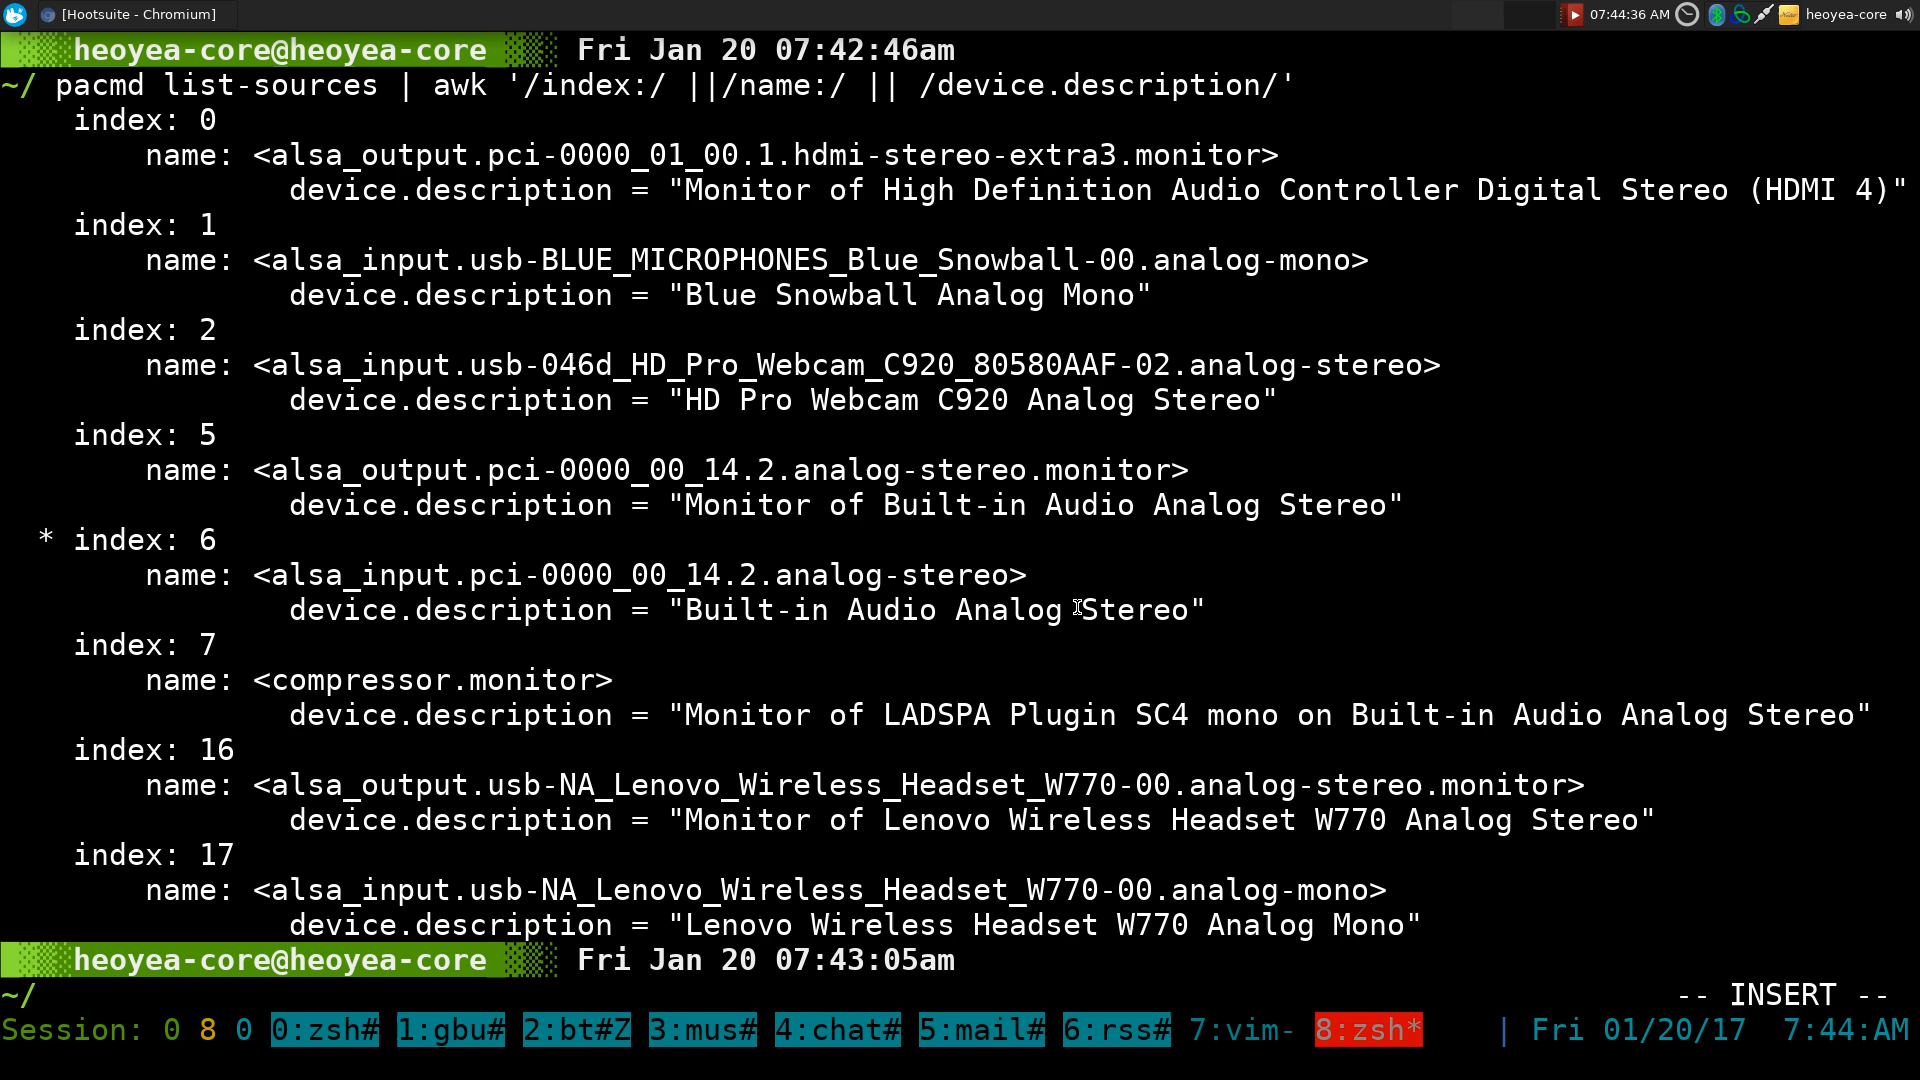 [Hootsuite - Chromium] 07:44:36 AM heoyea-core
heoyea-core@heoyea-core Fri Jan 20 07:42:46am
~/ pacmd list-sources | awk '/index:/ ||/name:/ || /device.description/'
index: 0
name: <alsa_output.pci-0000_01_00.1.hdmi-stereo-extra3.monitor>
device.description = "Monitor of High Definition Audio Controller Digital Stereo (HDMI 4)"
index: 1
name: <alsa_input.usb-BLUE_MICROPHONES_Blue_Snowball-00.analog-mono>
device.description = "Blue Snowball Analog Mono"
index: 2
name: <alsa_input.usb-046d_HD_Pro_Webcam_C920_80580AAF-02.analog-stereo>
device.description = "HD Pro Webcam C920 Analog Stereo"
index: 5
name: <alsa_output.pci-0000_00_14.2.analog-stereo.monitor>
device.description = "Monitor of Built-in Audio Analog Stereo"
* index: 6
name: <alsa_input.pci-0000_00_14.2.analog-stereo>
device.description = "Built-in Audio Analog Stereo"
index: 7
name: <compressor.monitor>
device.description = "Monitor of LADSPA Plugin SC4 mono on Built-in Audio Analog Stereo"
index: 16
name: <alsa_output.usb-NA_Lenovo_Wireless_Headset_W770-00.analog-stereo.monitor>
device.description = "Monitor of Lenovo Wireless Headset W770 Analog Stereo"
index: 17
name: <alsa_input.usb-NA_Lenovo_Wireless_Headset_W770-00.analog-mono>
device.description = "Lenovo Wireless Headset W770 Analog Mono"
heoyea-core@heoyea-core Fri Jan 20 07:43:05am
~/ -- INSERT --
Session: 0 8 0 0:zsh# 1:gbu# 2:bt#Z 3:mus# 4:chat# 5:mail# 6:rss# 7:vim- 8:zsh* | Fri 01/20/17 7:44:AM